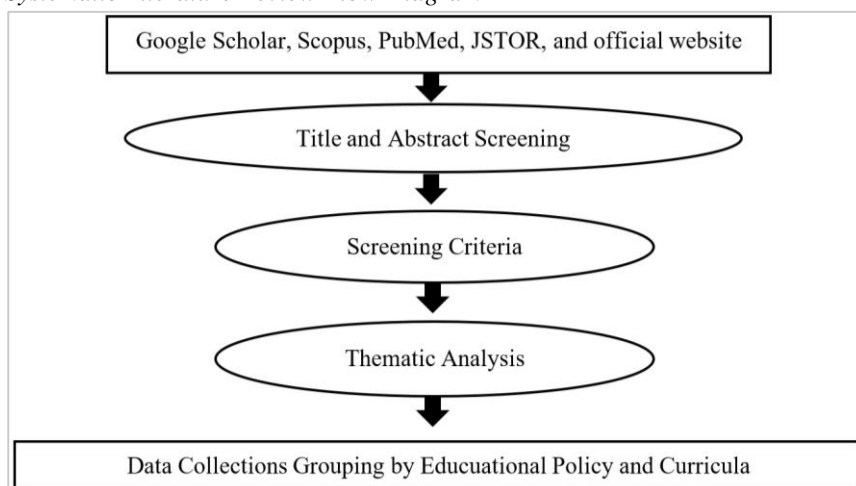 Google Scholar, Scopus, PubMed, JSTOR, and official website
Title and Abstract Screening
Screening Criteria
Thematic Analysis
Data Collections Grouping by Educuational Policy and Curricula